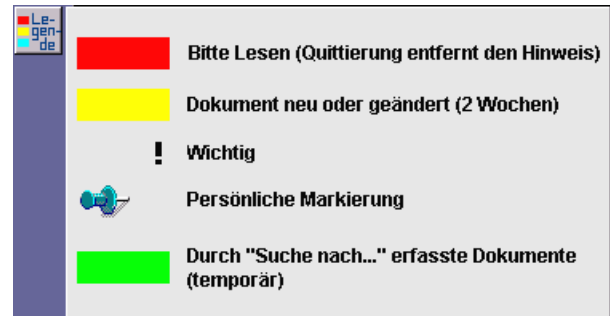 Le-
gen-
de
Bitte Lesen (Quittierung entfernt den Hinweis)
Dokument neu oder geändert (2 Wochen)
! Wichtig
Persönliche Markierung
Durch "Suche nach..." erfasste Dokumente
(temporär)